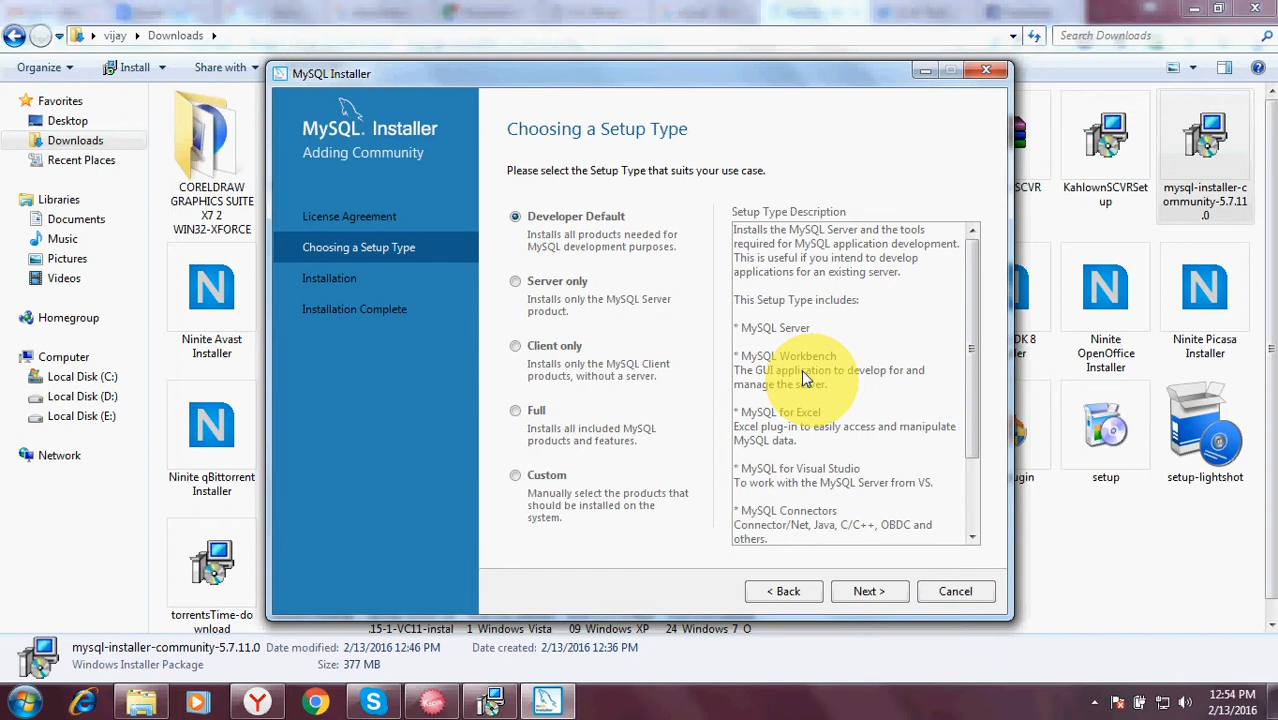 vijay
Downloads
Search Downloads
Organize
Install
Share with
Favorites
Desktop
Downloads
Recent Places
Libraries
Documents
Music
Pictures
Videos
Homegroup
Computer
Local Disk (C:)
Local Disk (D:)
Local Disk (E:)
Network
CORELDRAW
GRAPHICS SUITE
X7 2
WIN32-XFORCE
Ninite Avast
Installer
Ninite qBittorrent
Installer
torrentsTime-do
wnload
MySQL Installer
MySQL. Installer
Adding Community
License Agreement
Choosing a Setup Type
Installation
Installation Complete
Choosing a Setup Type
Please select the Setup Type that suits your use case.
Developer Default
Installs all products needed for
MySQL development purposes.
Server only
Installs only the MySQL Server
product.
Client only
Installs only the MySQL Client
products, without a server.
Full
Installs all included MySQL
products and features.
Custom
Manually select the products that
should be installed on the
system.
Setup Type Description
Installs the MySQL Server and the tools
required for MySQL application development.
This is useful if you intend to develop
applications for an existing server.
This Setup Type includes:
* MySQL Server
* MySQL Workbench
The GUI application to develop for and
manage the server.
* MySQL for Excel
Excel plug-in to easily access and manipulate
MySQL data.
* MySQL for Visual Studio
To work with the MySQL Server from VS.
* MySQL Connectors
Connector/Net, Java, C/C++, OBDC and
others.
< Back
Next >
Cancel
SCVR
KahlownSCVRSet
up
mysql-installer-c
ommunity-5.7.11
.0
DK 8
Ninite
OpenOffice
Installer
Ninite Picasa
Installer
ugin
setup
setup-lightshot
.15-1-VC11-instal
1 Windows Vista
09 Windows XP
24 Windows 7 O
mysql-installer-community-5.7.11.0
Date modified: 2/13/2016 12:46 PM
Date created: 2/13/2016 12:36 PM
Windows Installer Package
Size: 377 MB
12:54 PM
2/13/2016